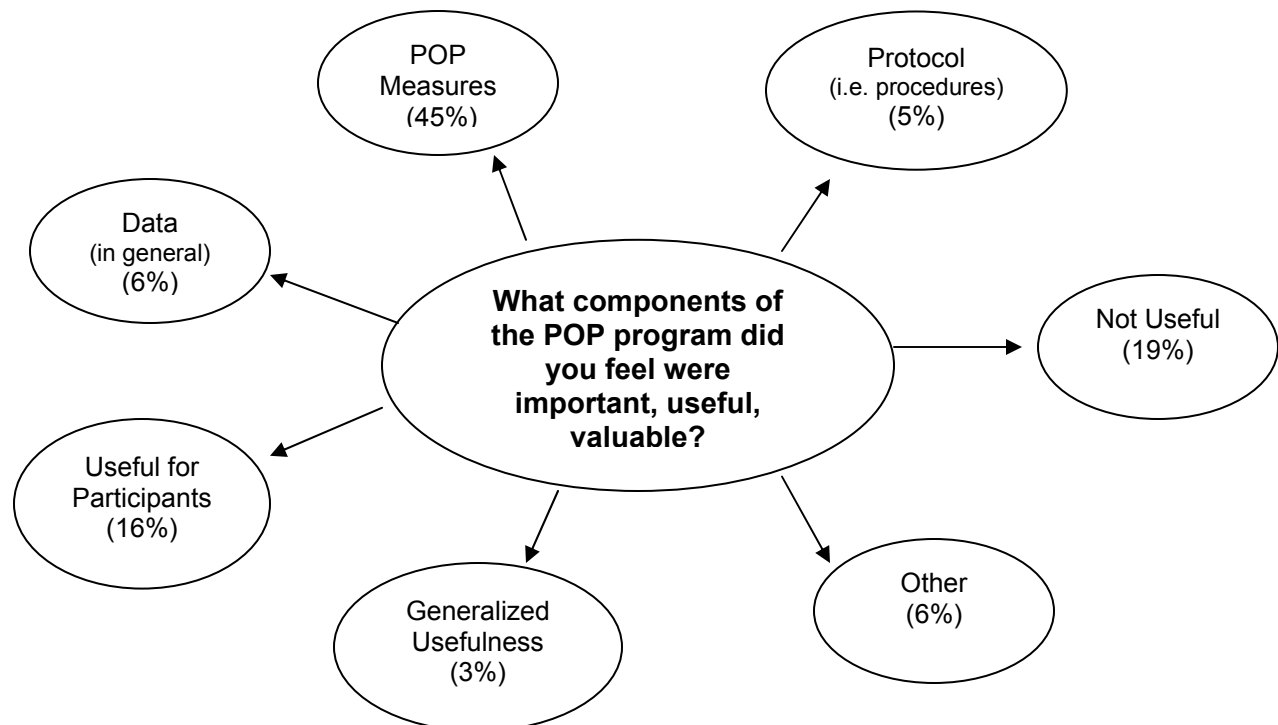 POP
Measures
(45%)
Protocol
(i.e. procedures)
(5%)
Data
(in general)
(6%)
What components of
the POP program did
you feel were
important, useful,
valuable?
Not Useful
(19%)
Useful for
Participants
(16%)
Generalized
Usefulness
(3%)
Other
(6%)